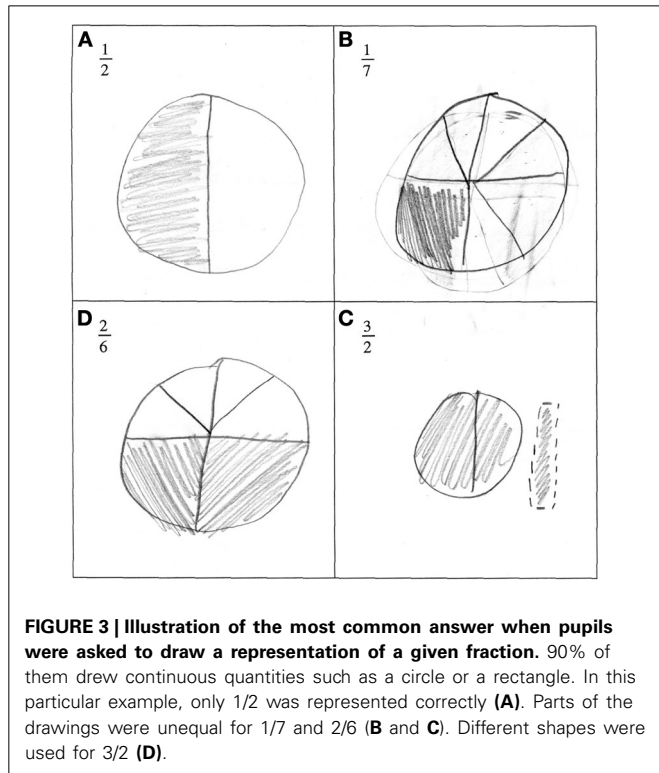 A 1/2
B 1/7
D 2/6
C 3/2
FIGURE 3 | Illustration of the most common answer when pupils
were asked to draw a representation of a given fraction. 90% of
them drew continuous quantities such as a circle or a rectangle. In this
particular example, only 1/2 was represented correctly (A). Parts of the
drawings were unequal for 1/7 and 2/6 (B and C). Different shapes were
used for 3/2 (D).